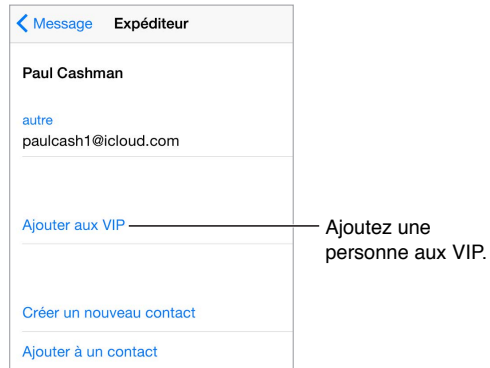 Message Expéditeur
Paul Cashman
autre
paulcash1@icloud.com
Ajouter aux VIP
Ajoutez une
personne aux VIP.
Créer un nouveau contact
Ajouter à un contact